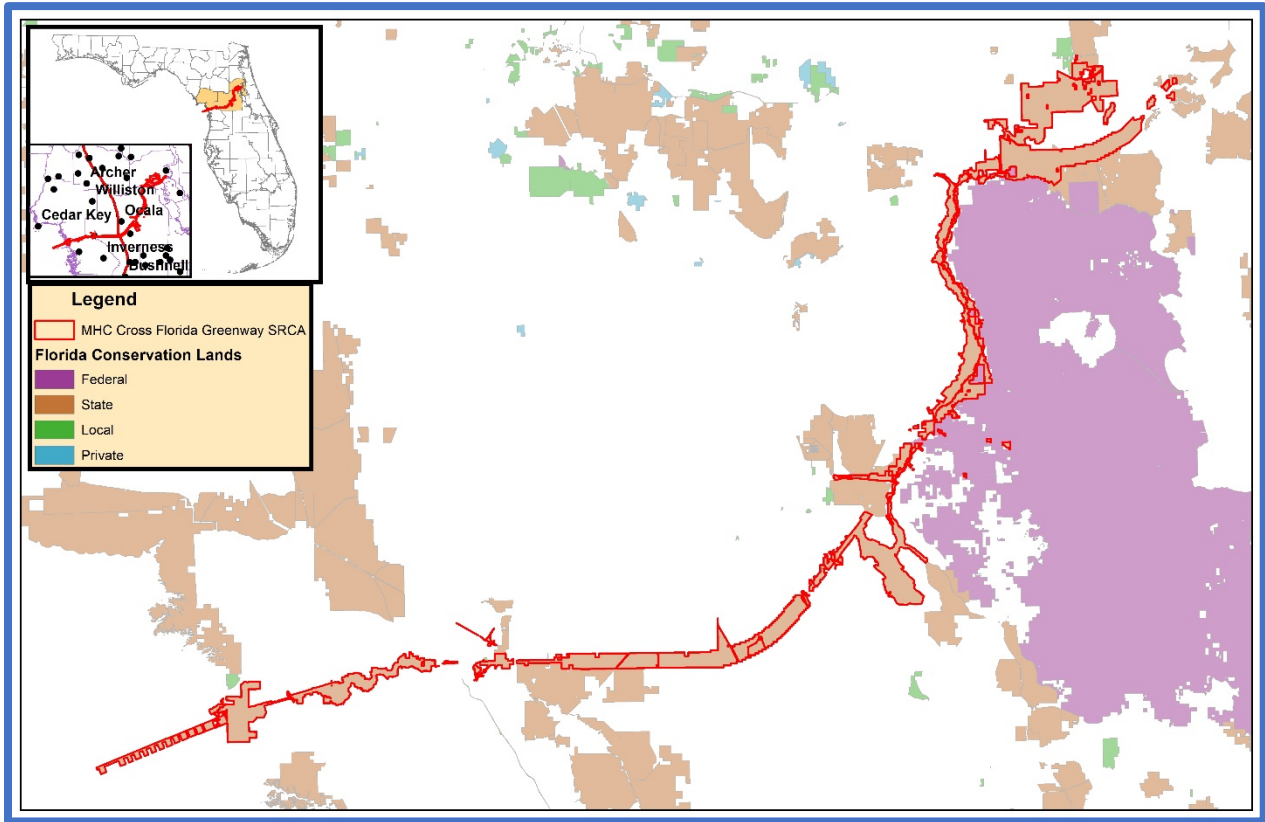 Archer
Williston
Cedar Key
Ocala
Inverness
Bushnell
Legend
MHC Cross Florida Greenway SRCA
Florida Conservation Lands
Federal
State
Local
Private